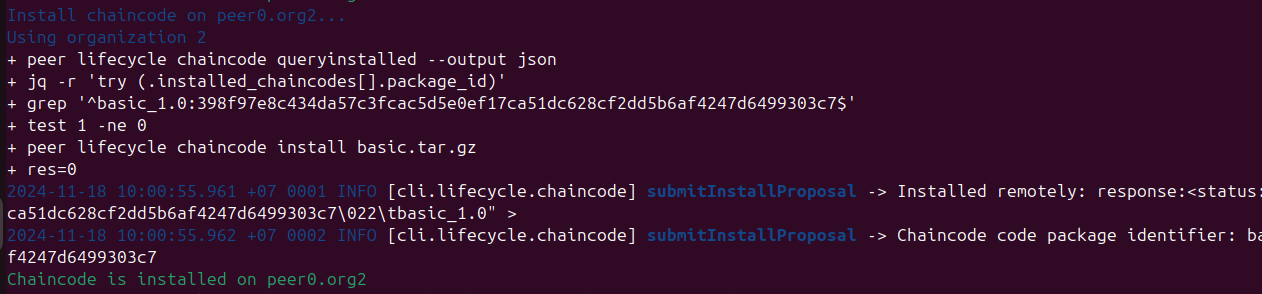 Install chaincode on peer0.org2...
Using organization 2
+ peer lifecycle chaincode queryinstalled --output json
+ jq -r 'try (.installed_chaincodes[].package_id)'
+ grep '^basic_1.0:398f97e8c434da57c3fcac5d5e0ef17ca51dc628cf2dd5b6af4247d6499303c7$'
+ test 1 -ne 0
+ peer lifecycle chaincode install basic.tar.gz
+ res=0
2024-11-18 10:00:55.961 +07 0001 INFO [cli.lifecycle.chaincode] submitInstallProposal -> Installed remotely: response:<status:
ca51dc628cf2dd5b6af4247d6499303c7\022\tbasic_1.0" >
2024-11-18 10:00:55.962 +07 0002 INFO [cli.lifecycle.chaincode] submitInstallProposal -> Chaincode code package identifier: ba
f4247d6499303c7
Chaincode is installed on peer0.org2